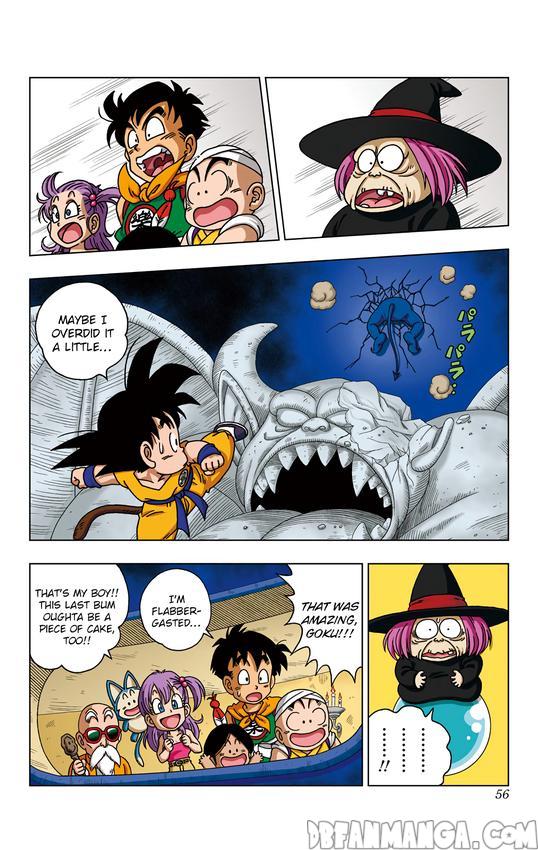 MAYBE I
OVERDID IT
A LITTLE...
パラパラ..
THAT'S MY BOY!!
THIS LAST BUM
OUGHTA BE A
PIECE OF CAKE,
TOO!!
I'M
FLABBER-
GASTED...
THAT WAS
AMAZING,
GOKU!!!
!!
56
DBFANMANGA.COM